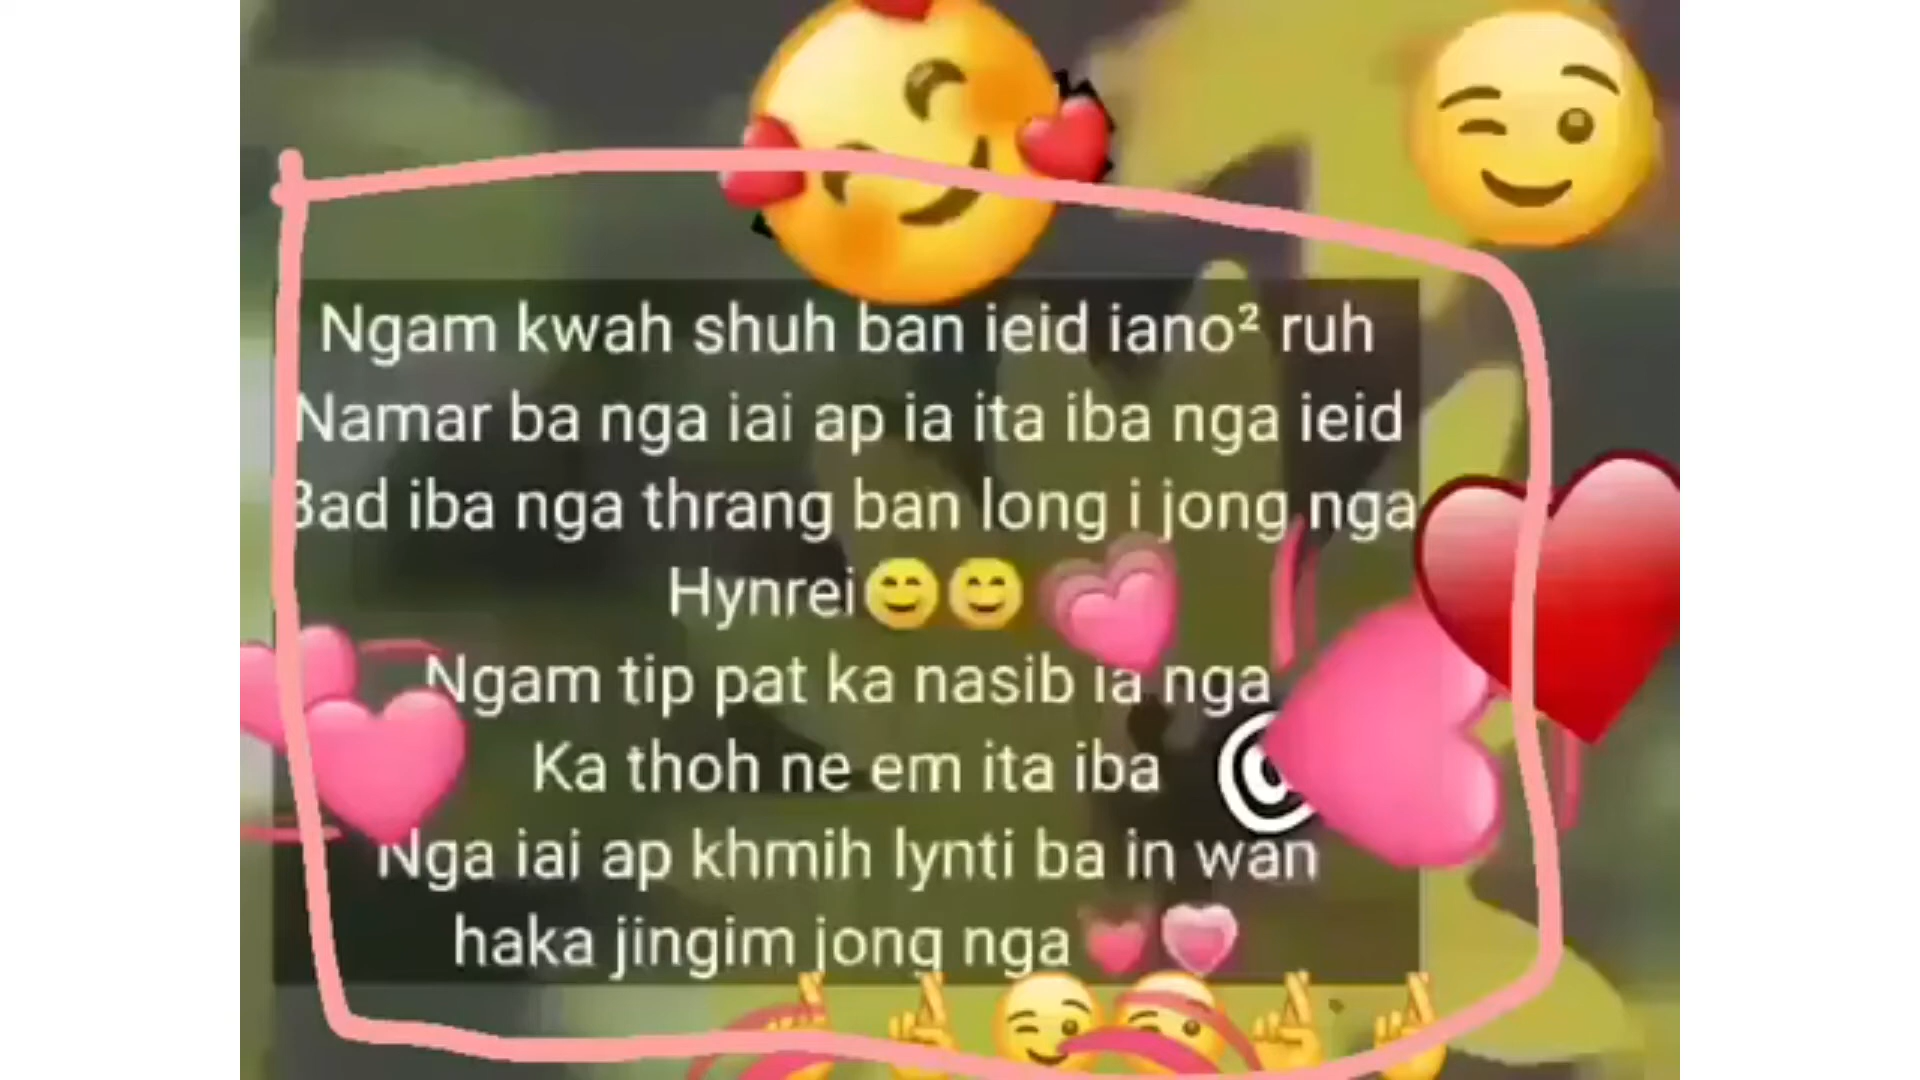 Ngam kwah shuh ban ieid iano² ruh
Namar ba nga iai ap ia ita iba nga ieid
Bad iba nga thrang ban long i jong nga
Hynrei😊😊
Ngam tip pat ka nasib ia nga
Ka thoh ne em ita iba
Nga iai ap khmih lynti ba in wan
haka jingim jong nga